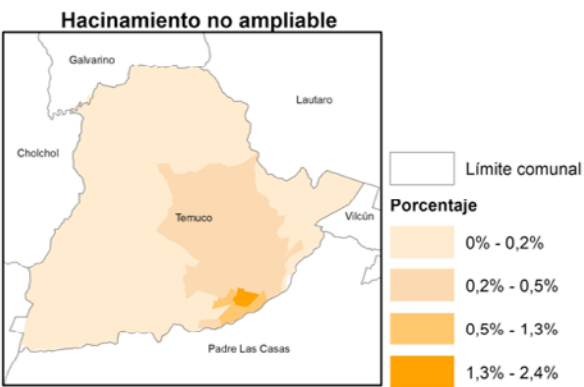 Hacinamiento no ampliable
Galvarino
Lautaro
Cholchol
Temuco
Vilcún
Padre Las Casas
Límite comunal
Porcentaje
0% - 0,2%
0,2% - 0,5%
0,5% - 1,3%
1,3% - 2,4%